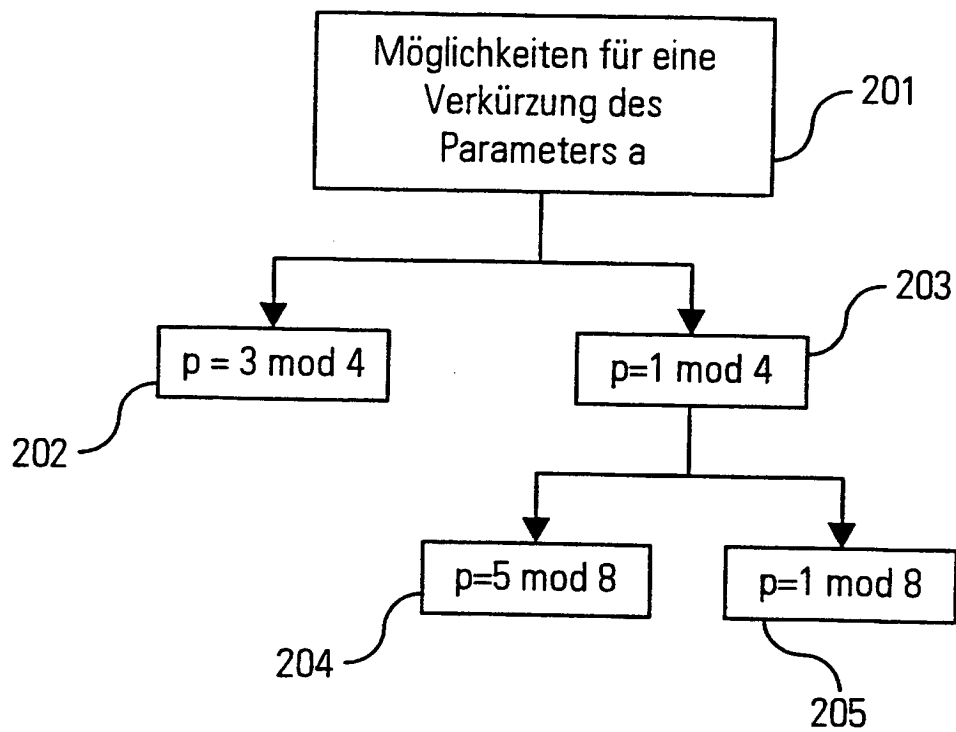 Möglichkeiten für eine
Verkürzung des
Parameters a
201
203
p = 3 mod 4
p=1 mod 4
202
p=5 mod 8
p=1 mod 8
204
205